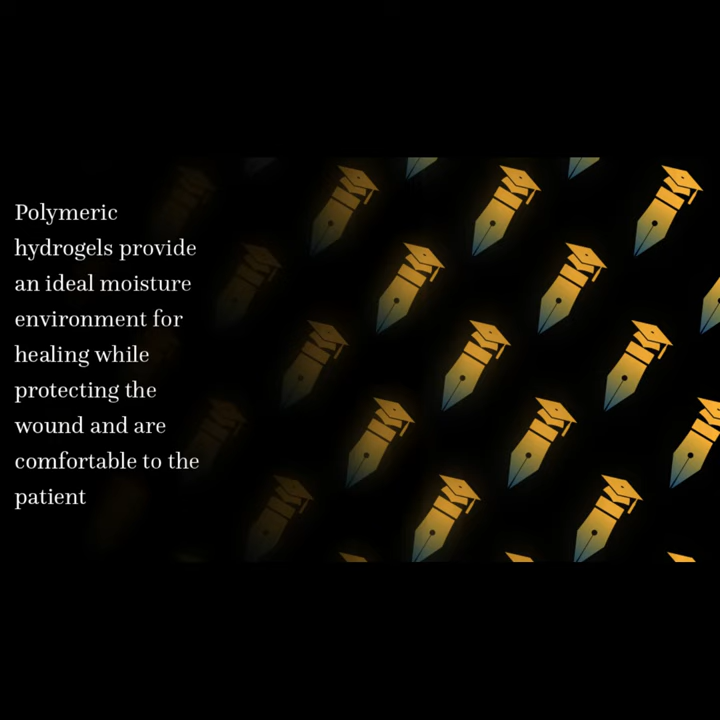 Polymeric
hydrogels provide
an ideal moisture
environment for
healing while
protecting the
wound and are
comfortable to the
patient